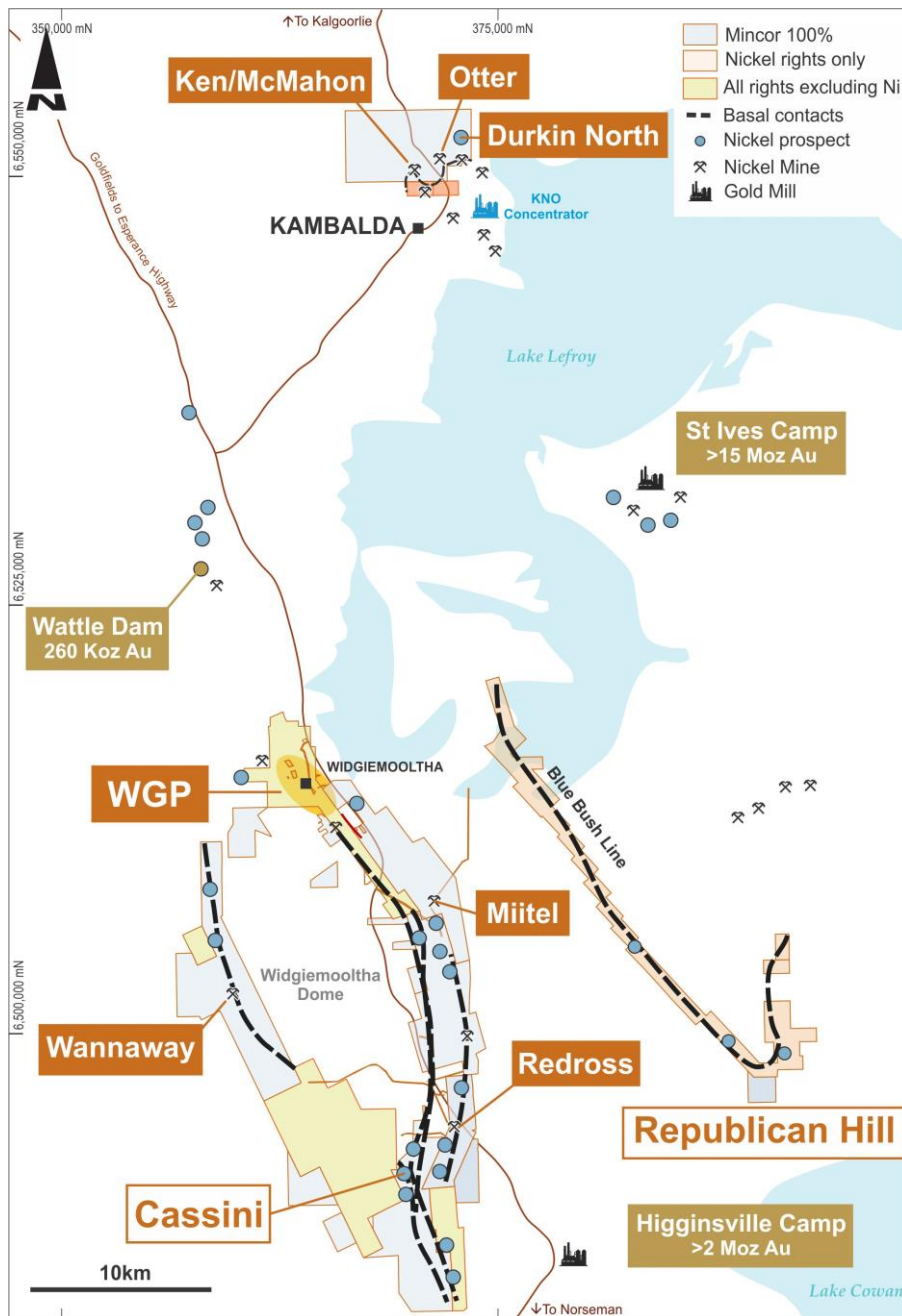 350,000 mN
↑To Kalgoorlie
375,000 mN
Mincor 100%
Nickel rights only
All rights excluding Ni
Basal contacts
Nickel prospect
Nickel Mine
Gold Mill
N
Ken/McMahon
Otter
Durkin North
6,550,000 mN
Goldfields to Esperance Highway
KNO
Concentrator
KAMBALDA
Lake Lefroy
St Ives Camp
>15 Moz Au
6,525,000 mN
Wattle Dam
260 Koz Au
WIDGIEMOOLTHA
WGP
Blue Bush Line
Miitel
Widgiemooltha
Dome
6,500,000 mN
Wannaway
Redross
Republican Hill
Cassini
Higginsville Camp
>2 Moz Au
10km
Lake Cowan
↓To Norseman